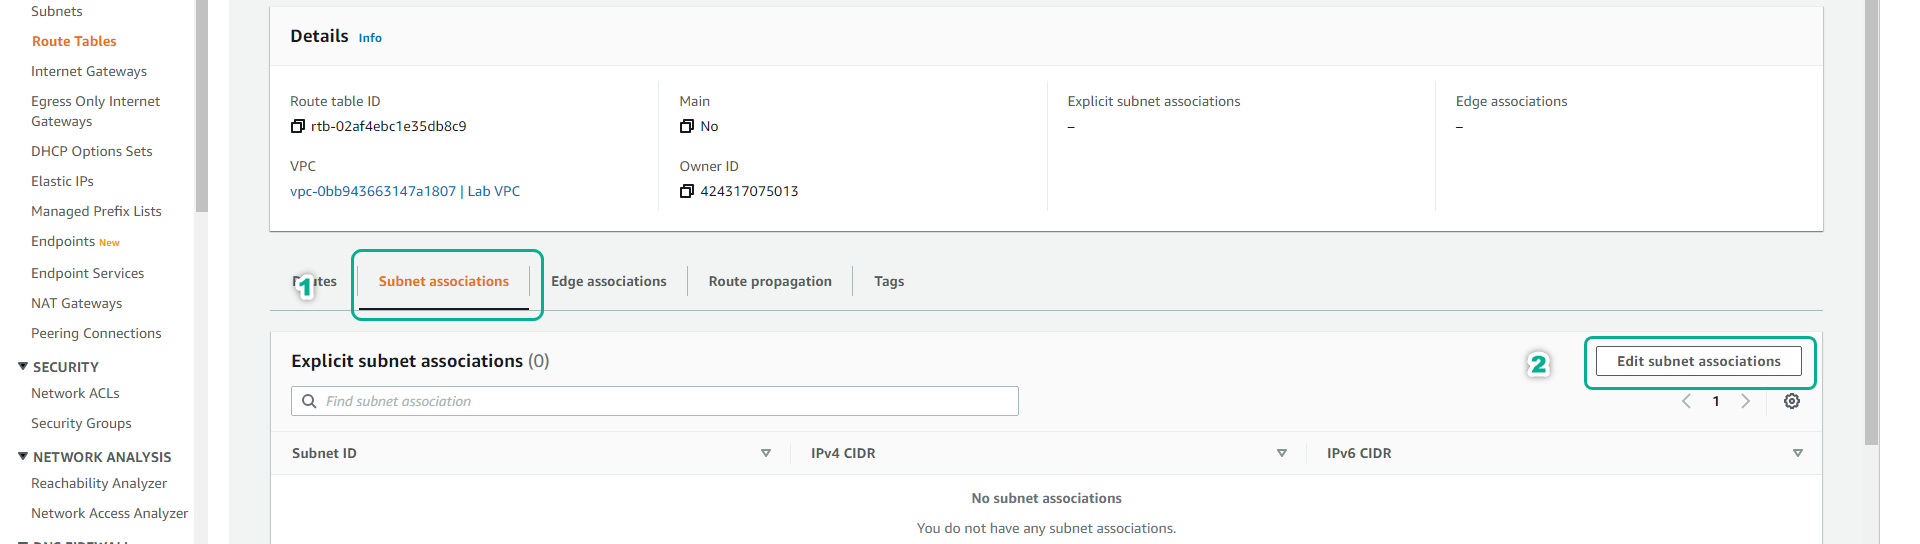 Subnets
Route Tables
Internet Gateways
Egress Only Internet
Gateways
DHCP Options Sets
Elastic IPs
Managed Prefix Lists
Endpoints New
Endpoint Services
NAT Gateways
Peering Connections
SECURITY
Network ACLs
Security Groups
NETWORK ANALYSIS
Reachability Analyzer
Network Access Analyzer
Details Info
Route table ID
rtb-02af4ebc1e35db8c9
VPC
vpc-0bb943663147a1807 | Lab VPC
Main
No
Owner ID
424317075013
Explicit subnet associations
–
Edge associations
–
1 Subnet associations Edge associations Route propagation Tags
Explicit subnet associations (0) 2 Edit subnet associations
Find subnet association 1
Subnet ID IPv4 CIDR IPv6 CIDR
No subnet associations
You do not have any subnet associations.